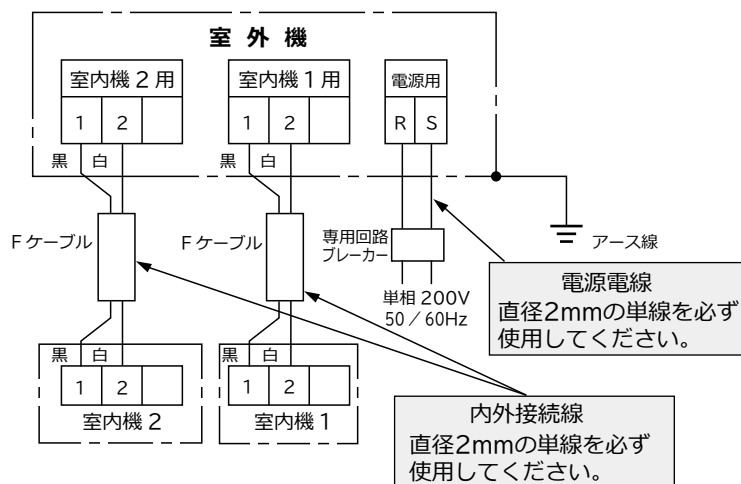 室 外 機
室内機 2 用
室内機 1 用
電源用
1 2
1 2
R S
黒 白
黒 白
F ケーブル
F ケーブル
専用回路
ブレーカー
アース線
単相 200V
50 / 60Hz
電源電線
直径2mmの単線を必ず
使用してください。
黒 白
黒 白
1 2
1 2
室内機 2
室内機 1
内外接続線
直径2mmの単線を必ず
使用してください。